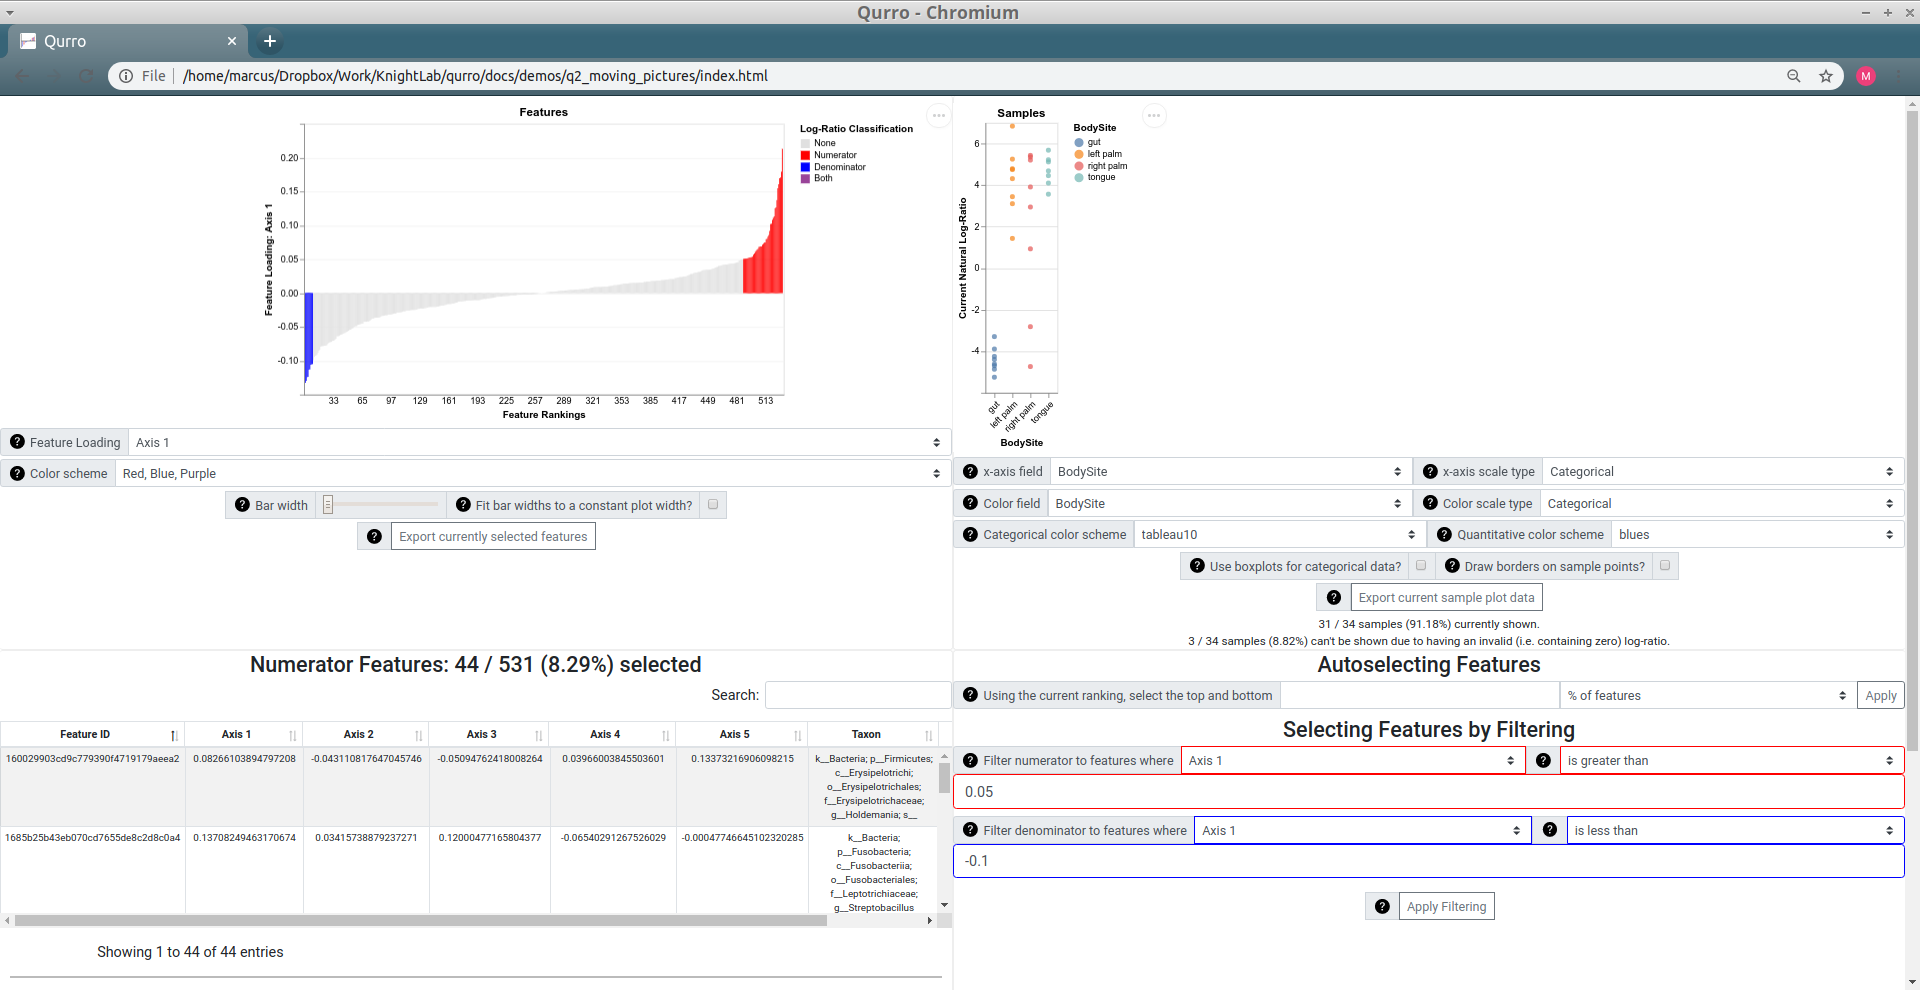 Qurro - Chromium
Qurro
File /home/marcus/Dropbox/Work/KnightLab/qurro/docs/demos/q2_moving_pictures/index.html
M
Features
Feature Loading: Axis 1
0.20
0.15
0.10
0.05
0.00
-0.05
-0.10
33 65 97 129 161 193 225 257 289 321 353 385 417 449 481 513
Feature Rankings
Log-Ratio Classification
None
Numerator
Denominator
Both
? Feature Loading Axis 1
? Color scheme Red, Blue, Purple
? Bar width ? Fit bar widths to a constant plot width?
? Export currently selected features
Samples
Current Natural Log-Ratio
6
4
2
0
-2
-4
gut left palm right palm tongue
BodySite
BodySite
gut
left palm
right palm
tongue
? x-axis field BodySite ? x-axis scale type Categorical
? Color field BodySite ? Color scale type Categorical
? Categorical color scheme tableau10 ? Quantitative color scheme blues
? Use boxplots for categorical data? ? Draw borders on sample points?
? Export current sample plot data
31 / 34 samples (91.18%) currently shown.
3 / 34 samples (8.82%) can't be shown due to having an invalid (i.e. containing zero) log-ratio.
Numerator Features: 44 / 531 (8.29%) selected
Search:
Feature ID Axis 1 Axis 2 Axis 3 Axis 4 Axis 5 Taxon
160029903cd9c779390f4719179aeea2 0.08266103894797208 -0.043110817647045746 -0.05094762418008264 0.03966003845503601 0.13373216906098215 k__Bacteria; p__Firmicutes;
c__Erysipelotrichi;
o__Erysipelotrichales;
f__Erysipelotrichaceae;
g__Holdemania; s__
1685b25b43eb070cd7655de8c2d8c0a4 0.13708249463170674 0.03415738879237271 0.12000477165804377 -0.06540291267526029 -0.00047746645102320285 k__Bacteria;
p__Fusobacteria;
c__Fusobacteriia;
o__Fusobacteriales;
f__Leptotrichiaceae;
g__Streptobacillus
Showing 1 to 44 of 44 entries
Autoselecting Features
? Using the current ranking, select the top and bottom % of features Apply
Selecting Features by Filtering
? Filter numerator to features where Axis 1 ? is greater than
0.05
? Filter denominator to features where Axis 1 ? is less than
-0.1
? Apply Filtering